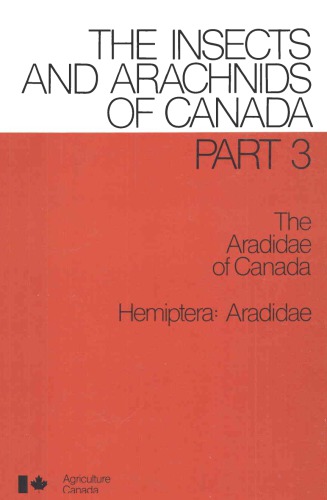 THE INSECTS
AND ARACHNIDS
OF CANADA
PART 3
The
Aradidae
of Canada
Hemiptera: Aradidae
Agriculture
Canada